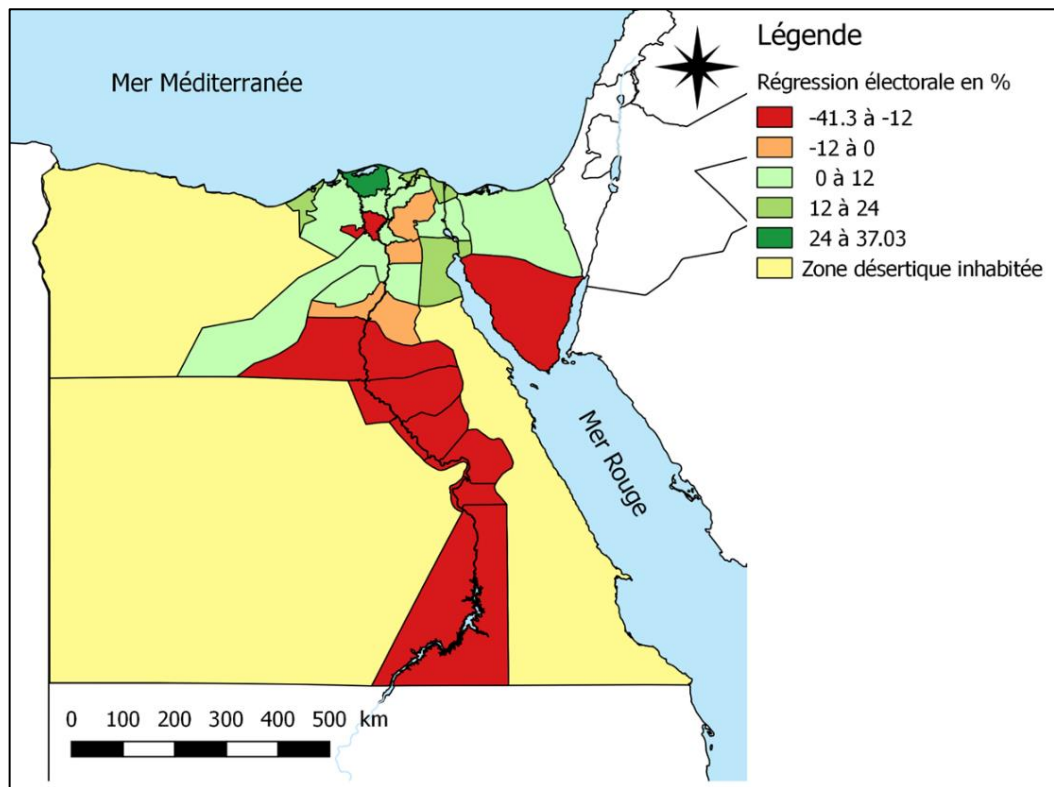 Mer Méditerranée
Légende
Régression électorale en %
-41.3 à -12
-12 à 0
0 à 12
12 à 24
24 à 37.03
Zone désertique inhabitée
Mer Rouge
0 100 200 300 400 500 km